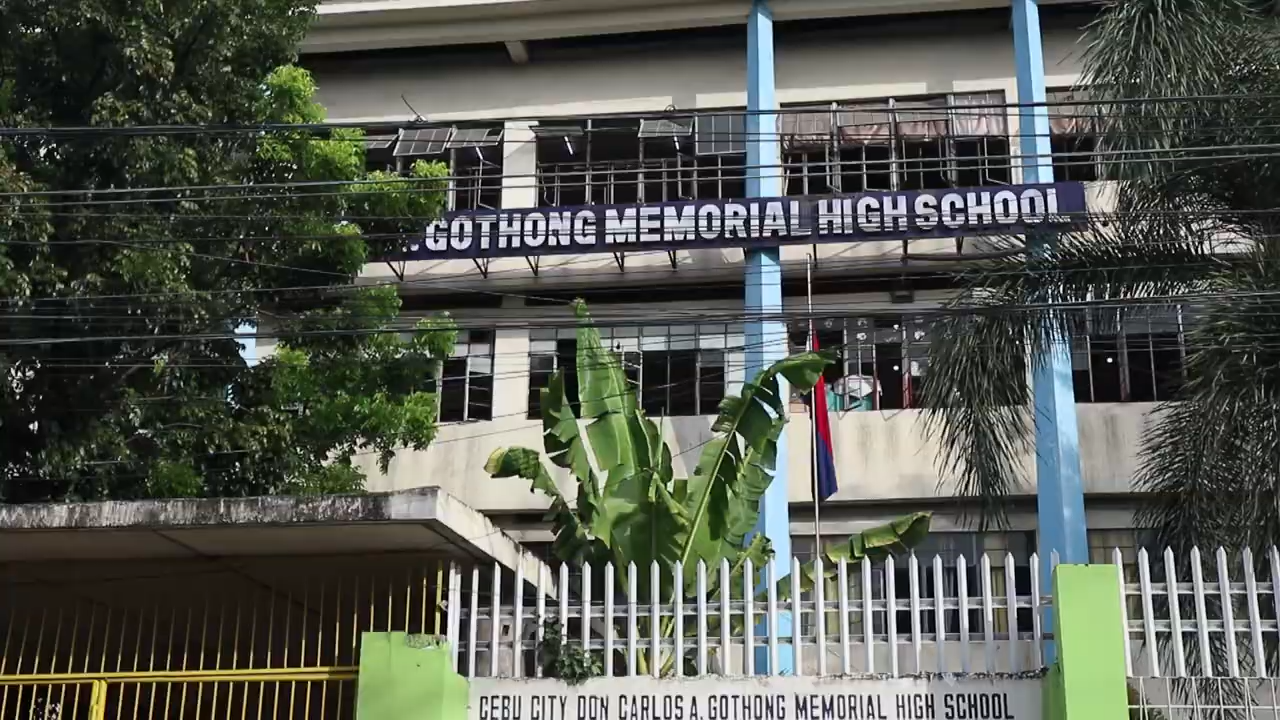 . GOTHONG MEMORIAL HIGH SCHOOL
CEBU CITY DON CARLOS A. GOTHONG MEMORIAL HIGH SCHOOL